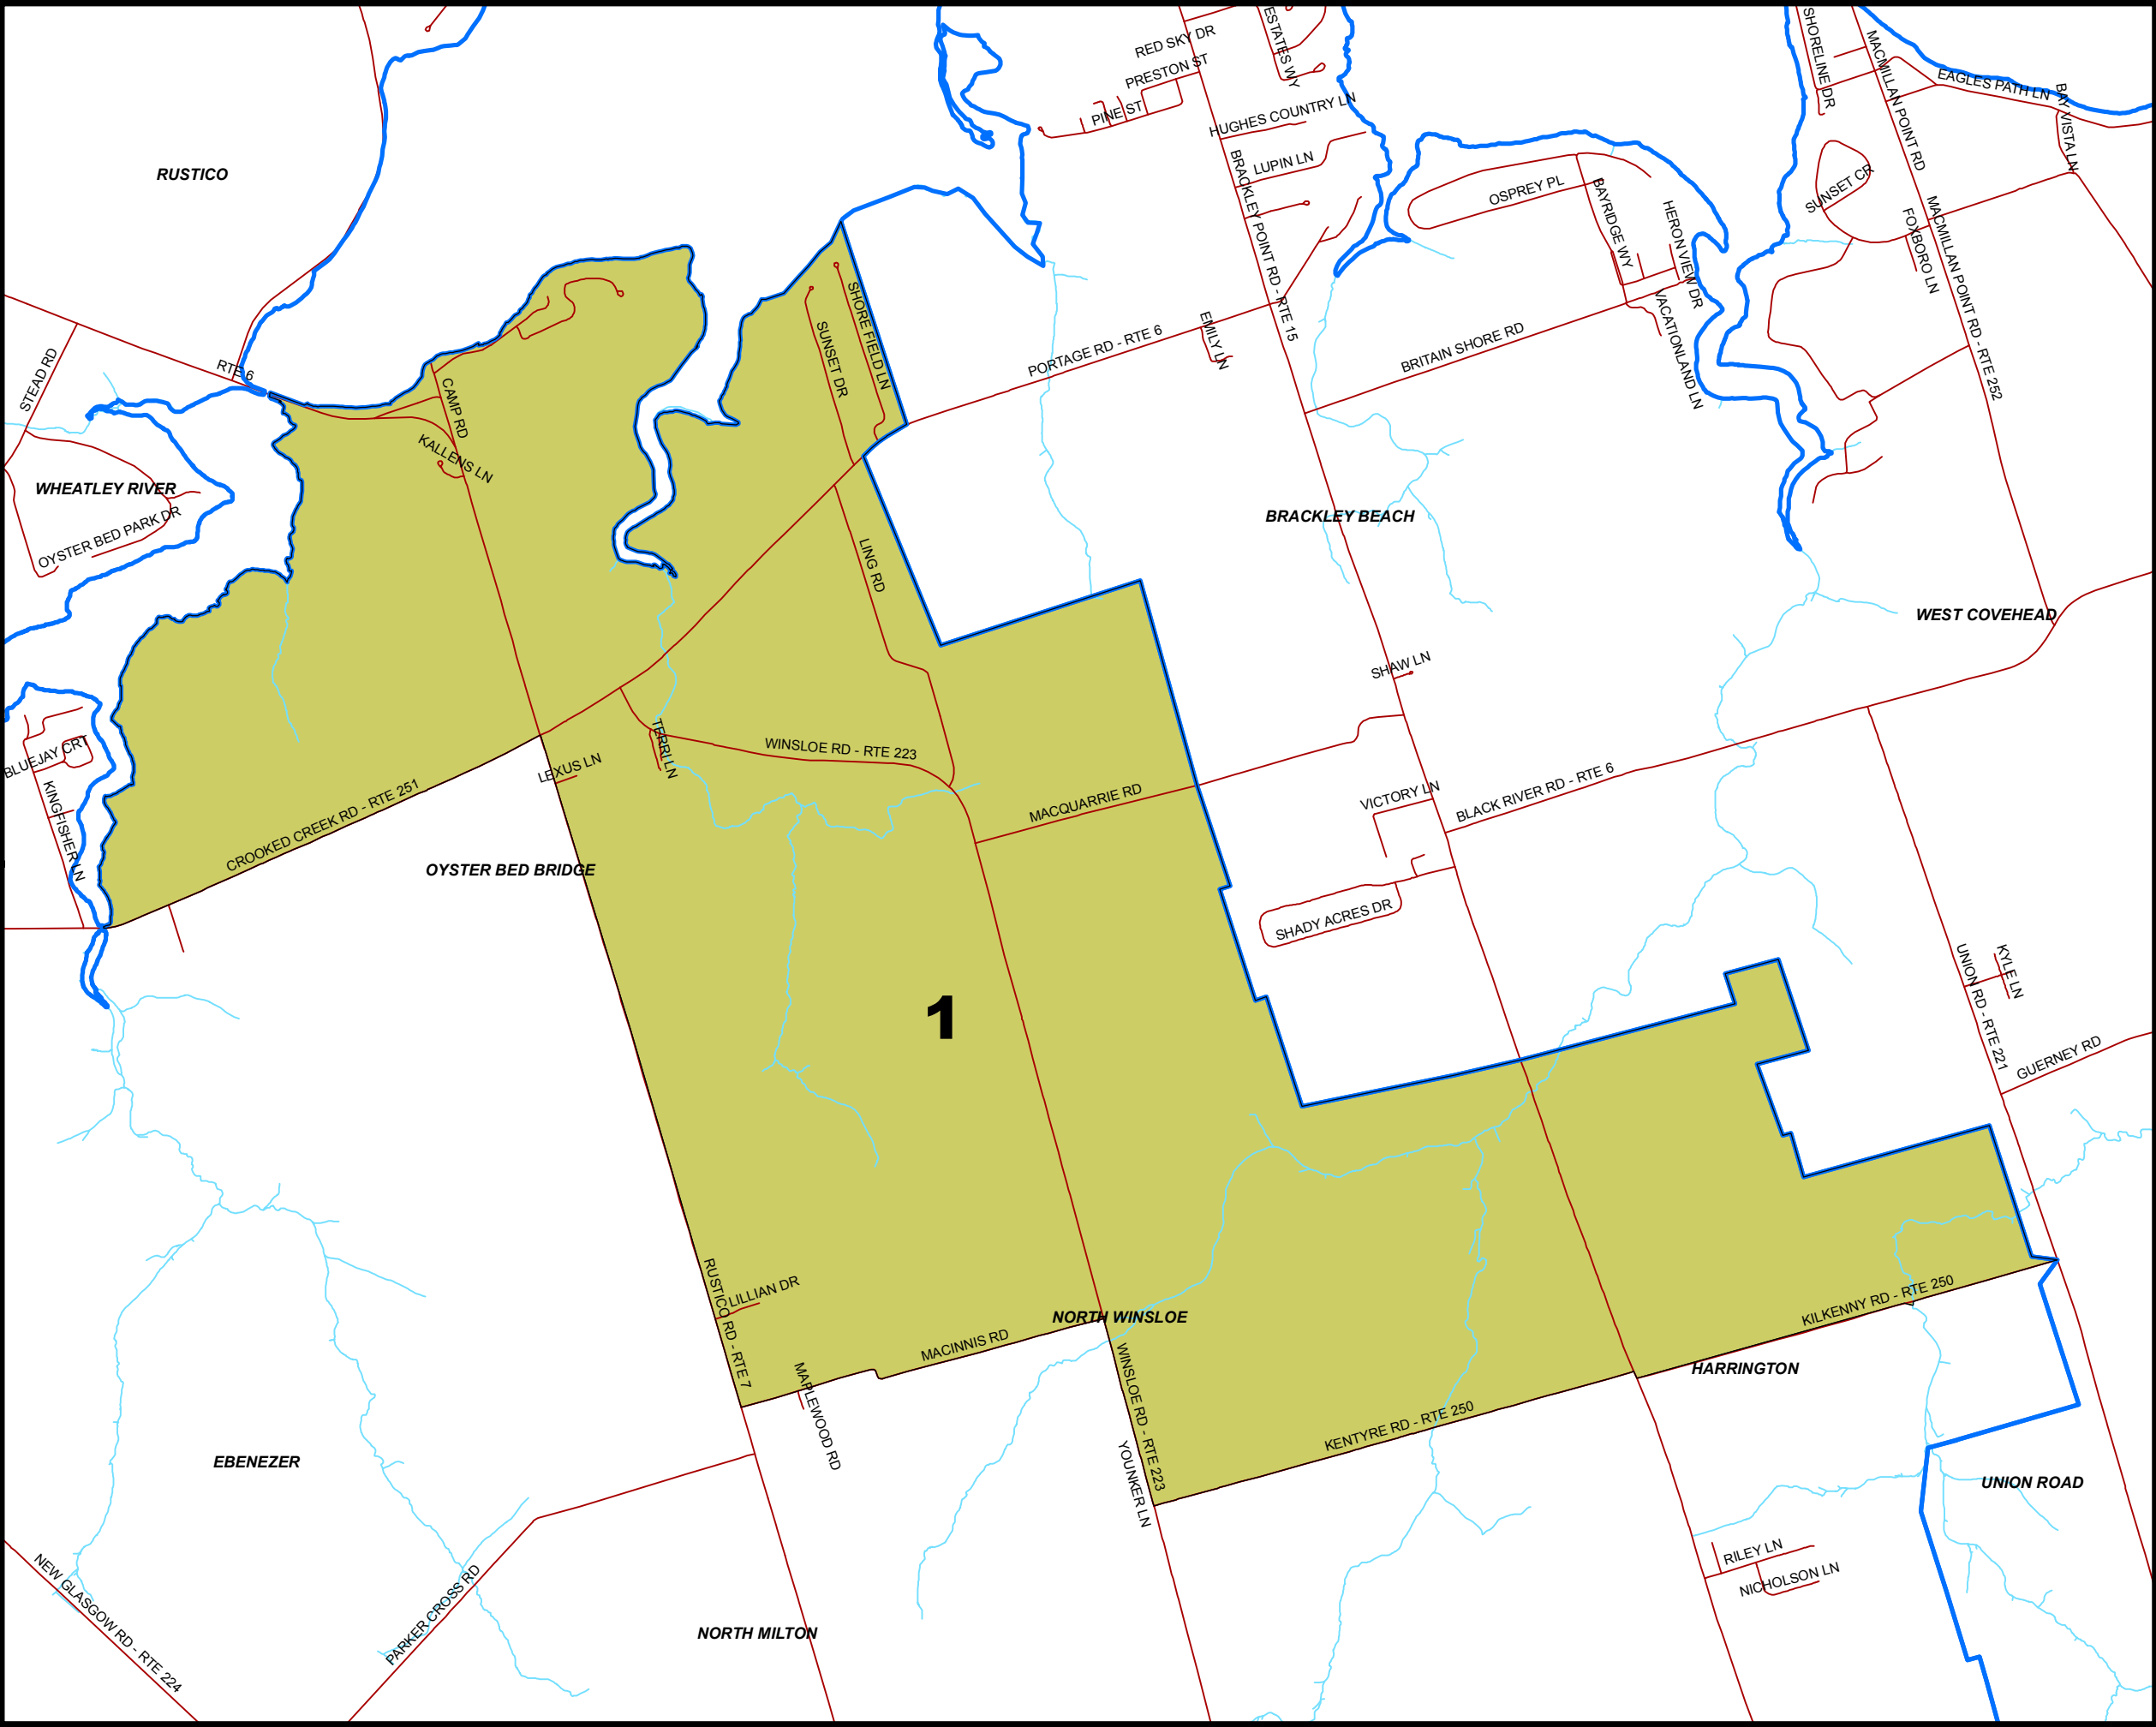 RED SKY DR
ESTATES WY
PRESTON ST
PINE ST
HUGHES COUNTRY LN
LUPIN LN
BRACKLEY POINT RD - RTE 15
SHORELINE DR
MACMILLAN POINT RD
EAGLES PATH LN
BAY VISTA LN
RUSTICO
OSPREY PL
BAYRIDGE WY
HERON VIEW DR
SUNSET CR
FOXBORO LN
MACMILLAN POINT RD - RTE 252
VACATIONLAND LN
SHORE FIELD LN
SUNSET DR
EMILY LN
PORTAGE RD - RTE 6
BRITAIN SHORE RD
STEAD RD
RTE 6
CAMP RD
KALLENS LN
WHEATLEY RIVER
OYSTER BED PARK DR
BRACKLEY BEACH
LING RD
WEST COVEHEAD
SHAW LN
BLUEJAY CRT
KINGFISHER LN
LEXUS LN
TERRI LN
WINSLOE RD - RTE 223
MACQUARRIE RD
VICTORY LN
BLACK RIVER RD - RTE 6
CROOKED CREEK RD - RTE 251
OYSTER BED BRIDGE
SHADY ACRES DR
UNION RD - RTE 221
KYLE LN
GUERNEY RD
1
RUSTICO RD - RTE 7
LILLIAN DR
NORTH WINSLOE
MACINNIS RD
KILKENNY RD - RTE 250
MAPLEWOOD RD
WINSLOE RD - RTE 223
HARRINGTON
KENTYRE RD - RTE 250
YOUNKER LN
EBENEZER
UNION ROAD
RILEY LN
NICHOLSON LN
NEW GLASGOW RD - RTE 224
PARKER CROSS RD
NORTH MILTON